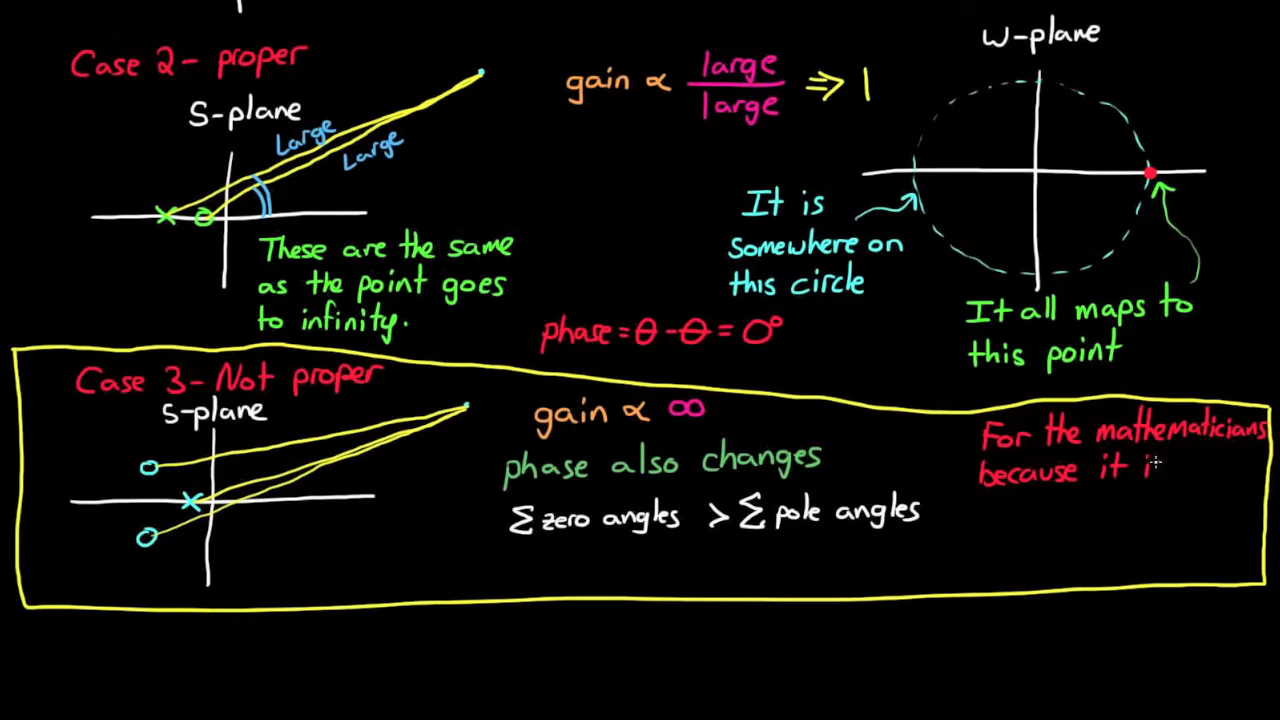 Case 2 - proper
S-plane
Large
Large
These are the same
as the point goes
to infinity.
gain ∝ large/large ⇒ 1
phase = θ - θ = 0°
w-plane
It is
somewhere on
this circle
It all maps to
this point
Case 3 - Not proper
S-plane
gain ∝ ∞
phase also changes
Σ zero angles > Σ pole angles
For the mathematicians
because it i